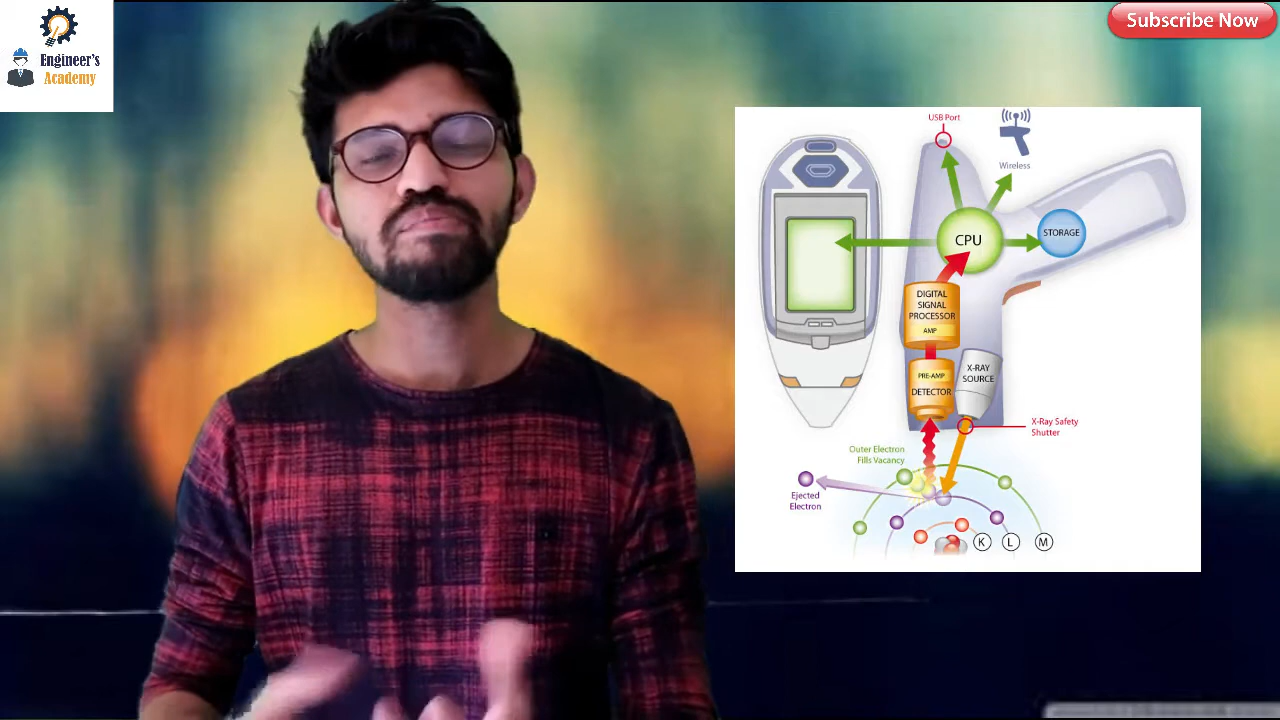 Engineer's
Academy
Subscribe Now
USB Port
Wireless
CPU
STORAGE
DIGITAL
SIGNAL
PROCESSOR
AMP
PRE-AMP
DETECTOR
X-RAY
SOURCE
X-Ray Safety
Shutter
Outer Electron
Fills Vacancy
Ejected
Electron
K
L
M